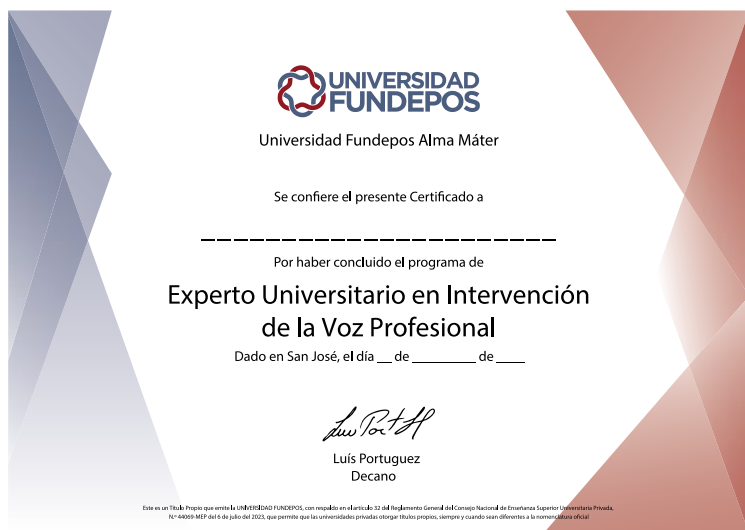 UNIVERSIDAD
FUNDEPOS
Universidad Fundepos Alma Máter
Se confiere el presente Certificado a
______________________
Por haber concluido el programa de
Experto Universitario en Intervención
de la Voz Profesional
Dado en San José, el día __ de ________ de ____
Luís Portuguez
Decano
Este es un Título Propio que emite la UNIVERSIDAD FUNDEPOS, con respaldo en el artículo 32 del Reglamento General del Consejo Nacional de Enseñanza Superior Universitaria Privada,
N.º 44069-MEP del 6 de julio del 2023, que permite que las universidades privadas otorgar títulos propios, siempre y cuando sean diferentes a la nomenclatura oficial